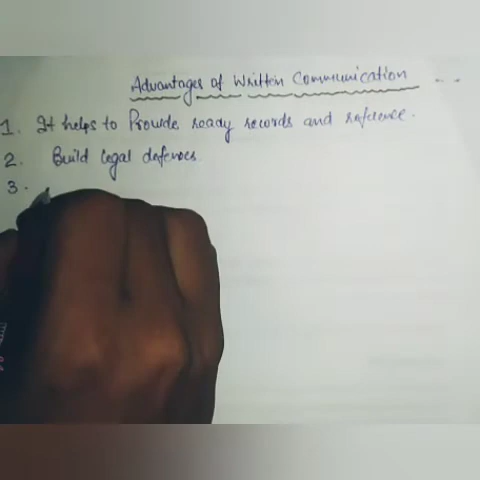 Advantages of Written Communication
1. It helps to Provide ready records and reference.
2. Build legal defences.
3.